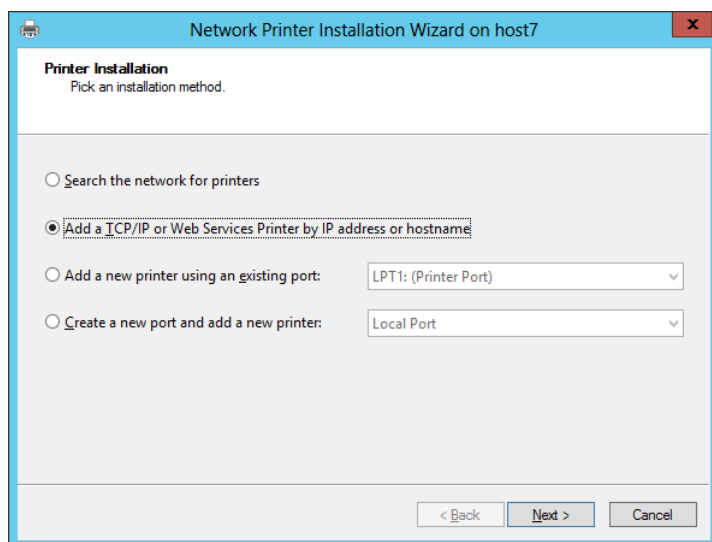 Network Printer Installation Wizard on host7
x
Printer Installation
Pick an installation method.
Search the network for printers
Add a TCP/IP or Web Services Printer by IP address or hostname
Add a new printer using an existing port: LPT1: (Printer Port)
Create a new port and add a new printer: Local Port
< Back Next > Cancel